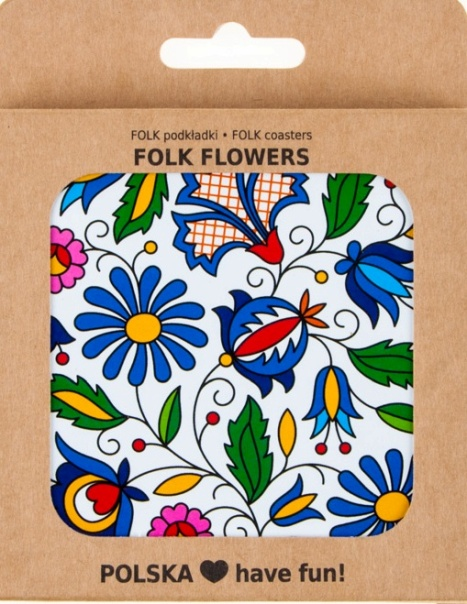 FOLK podkładki • FOLK coasters
FOLK FLOWERS
POLSKA ♥ have fun!